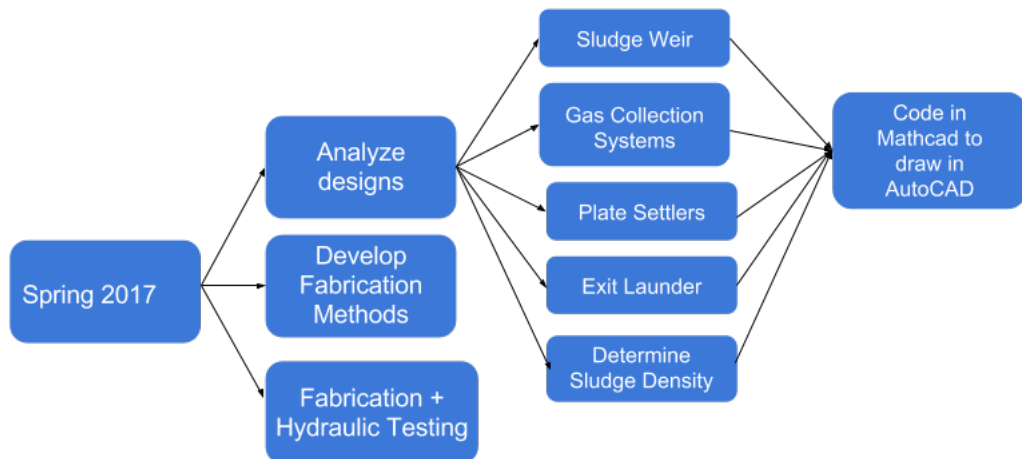 Spring 2017
Analyze
designs
Develop
Fabrication
Methods
Fabrication +
Hydraulic Testing
Sludge Weir
Gas Collection
Systems
Plate Settlers
Exit Launder
Determine
Sludge Density
Code in
Mathcad to
draw in
AutoCAD